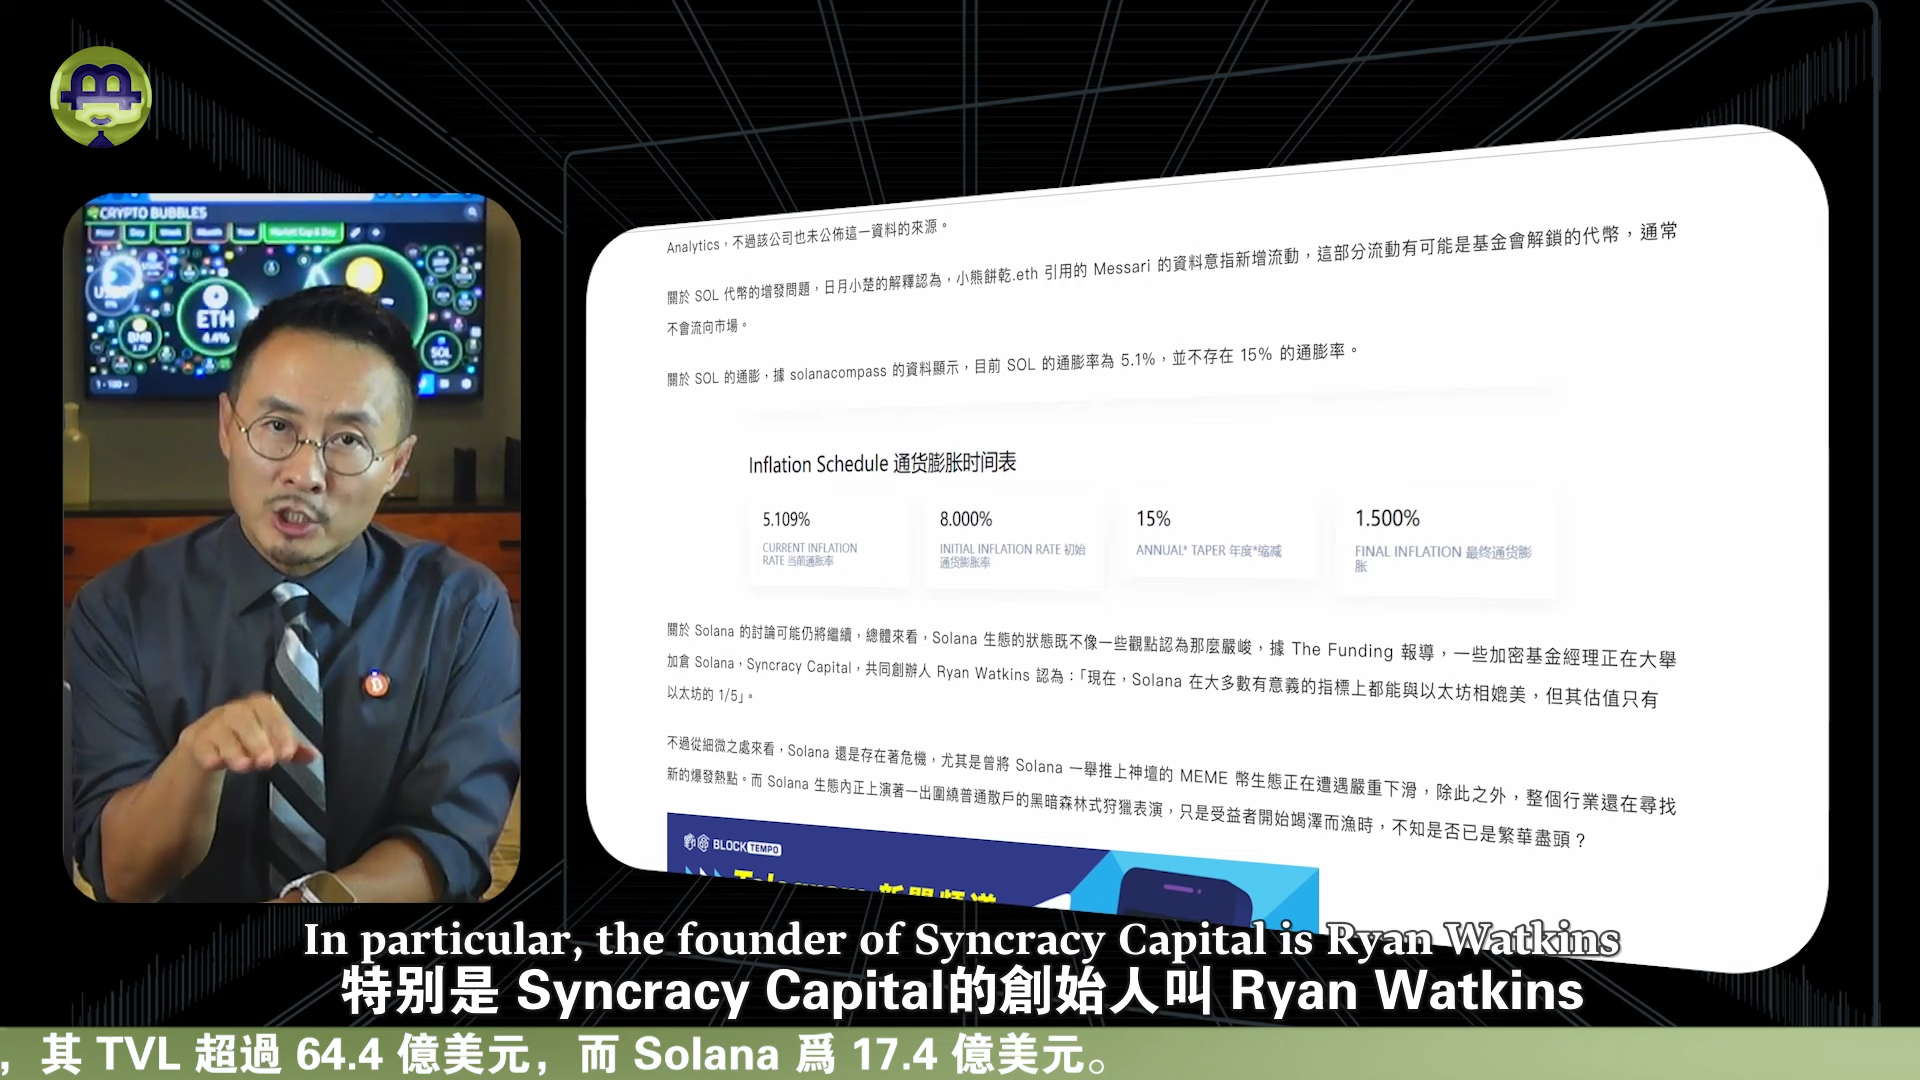 CRYPTO BUBBLES
Hour Day Week Month Year Market Cap & Day
ETH
4.4%
BNB
SOL
1 - 100
Analytics，不過該公司也未公佈這一資料的來源。
關於 SOL 代幣的增發問題，日月小楚的解釋認為，小熊餅乾.eth 引用的 Messari 的資料意指新增流動，這部分流動有可能是基金會解鎖的代幣，通常
不會流向市場。
關於 SOL 的通膨，據 solanacompass 的資料顯示，目前 SOL 的通膨率為 5.1%，並不存在 15% 的通膨率。
Inflation Schedule 通货膨胀时间表
5.109%
CURRENT INFLATION
RATE 当前通胀率
8.000%
INITIAL INFLATION RATE 初始
通货膨胀率
15%
ANNUAL* TAPER 年度*缩减
1.500%
FINAL INFLATION 最终通货膨
胀
關於 Solana 的討論可能仍將繼續，總體來看，Solana 生態的狀態既不像一些觀點認為那麼嚴峻，據 The Funding 報導，一些加密基金經理正在大舉
加倉 Solana，Syncracy Capital，共同創辦人 Ryan Watkins 認為：「現在，Solana 在大多數有意義的指標上都能與以太坊相媲美，但其估值只有
以太坊的 1/5」。
不過從細微之處來看，Solana 還是存在著危機，尤其是曾將 Solana 一舉推上神壇的 MEME 幣生態正在遭遇嚴重下滑，除此之外，整個行業還在尋找
新的爆發熱點。而 Solana 生態內正上演著一出圍繞普通散戶的黑暗森林式狩獵表演，只是受益者開始竭澤而漁時，不知是否已是繁華盡頭？
BLOCKTEMPO
In particular, the founder of Syncracy Capital is Ryan Watkins
特别是 Syncracy Capital的創始人叫 Ryan Watkins
，其 TVL 超過 64.4 億美元，而 Solana 爲 17.4 億美元。